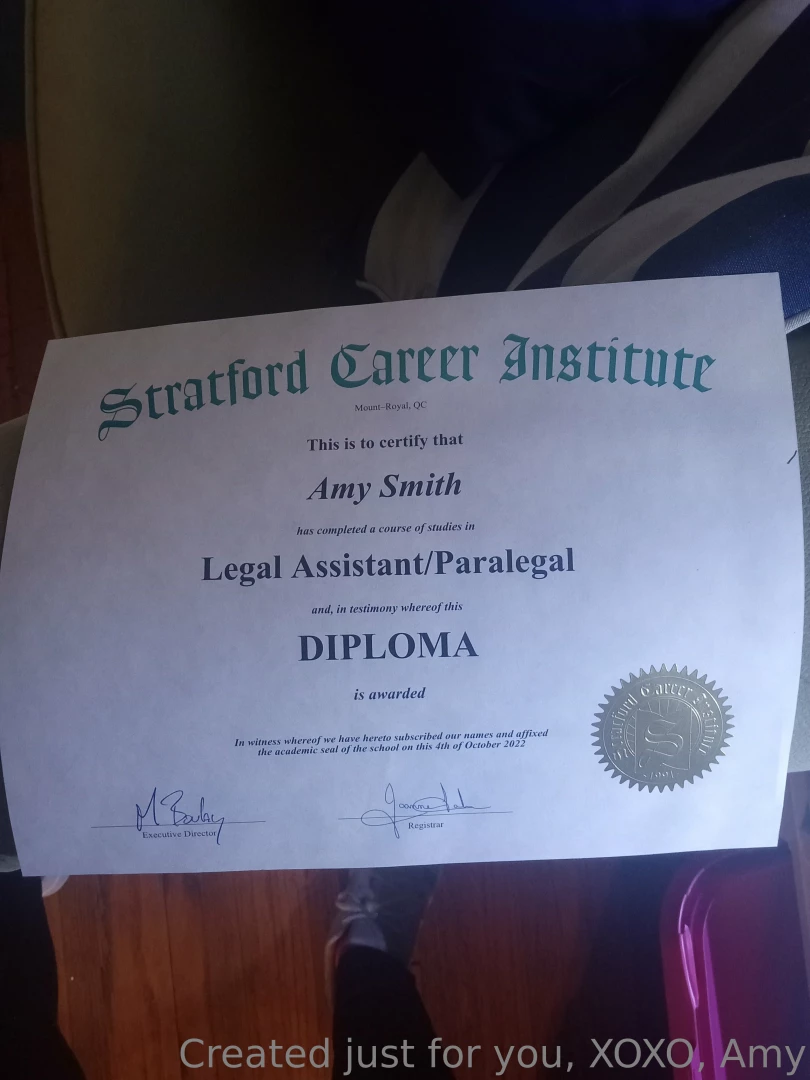 Stratford Career Institute
Mount-Royal, QC
This is to certify that
Amy Smith
has completed a course of studies in
Legal Assistant/Paralegal
and, in testimony whereof this
DIPLOMA
is awarded
In witness whereof we have hereto subscribed our names and affixed
the academic seal of the school on this 4th of October 2022
Stratford Career Institute
S
Executive Director
Registrar
Created just for you, XOXO, Amy